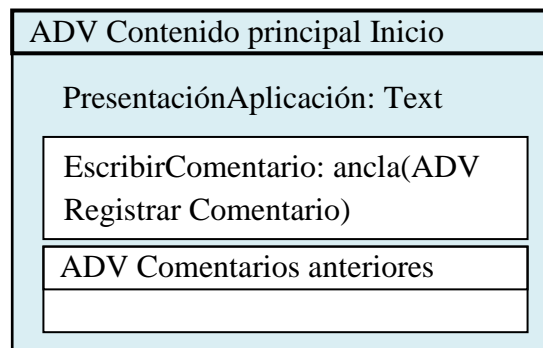 ADV Contenido principal Inicio
PresentaciónAplicación: Text
EscribirComentario: ancla(ADV
Registrar Comentario)
ADV Comentarios anteriores